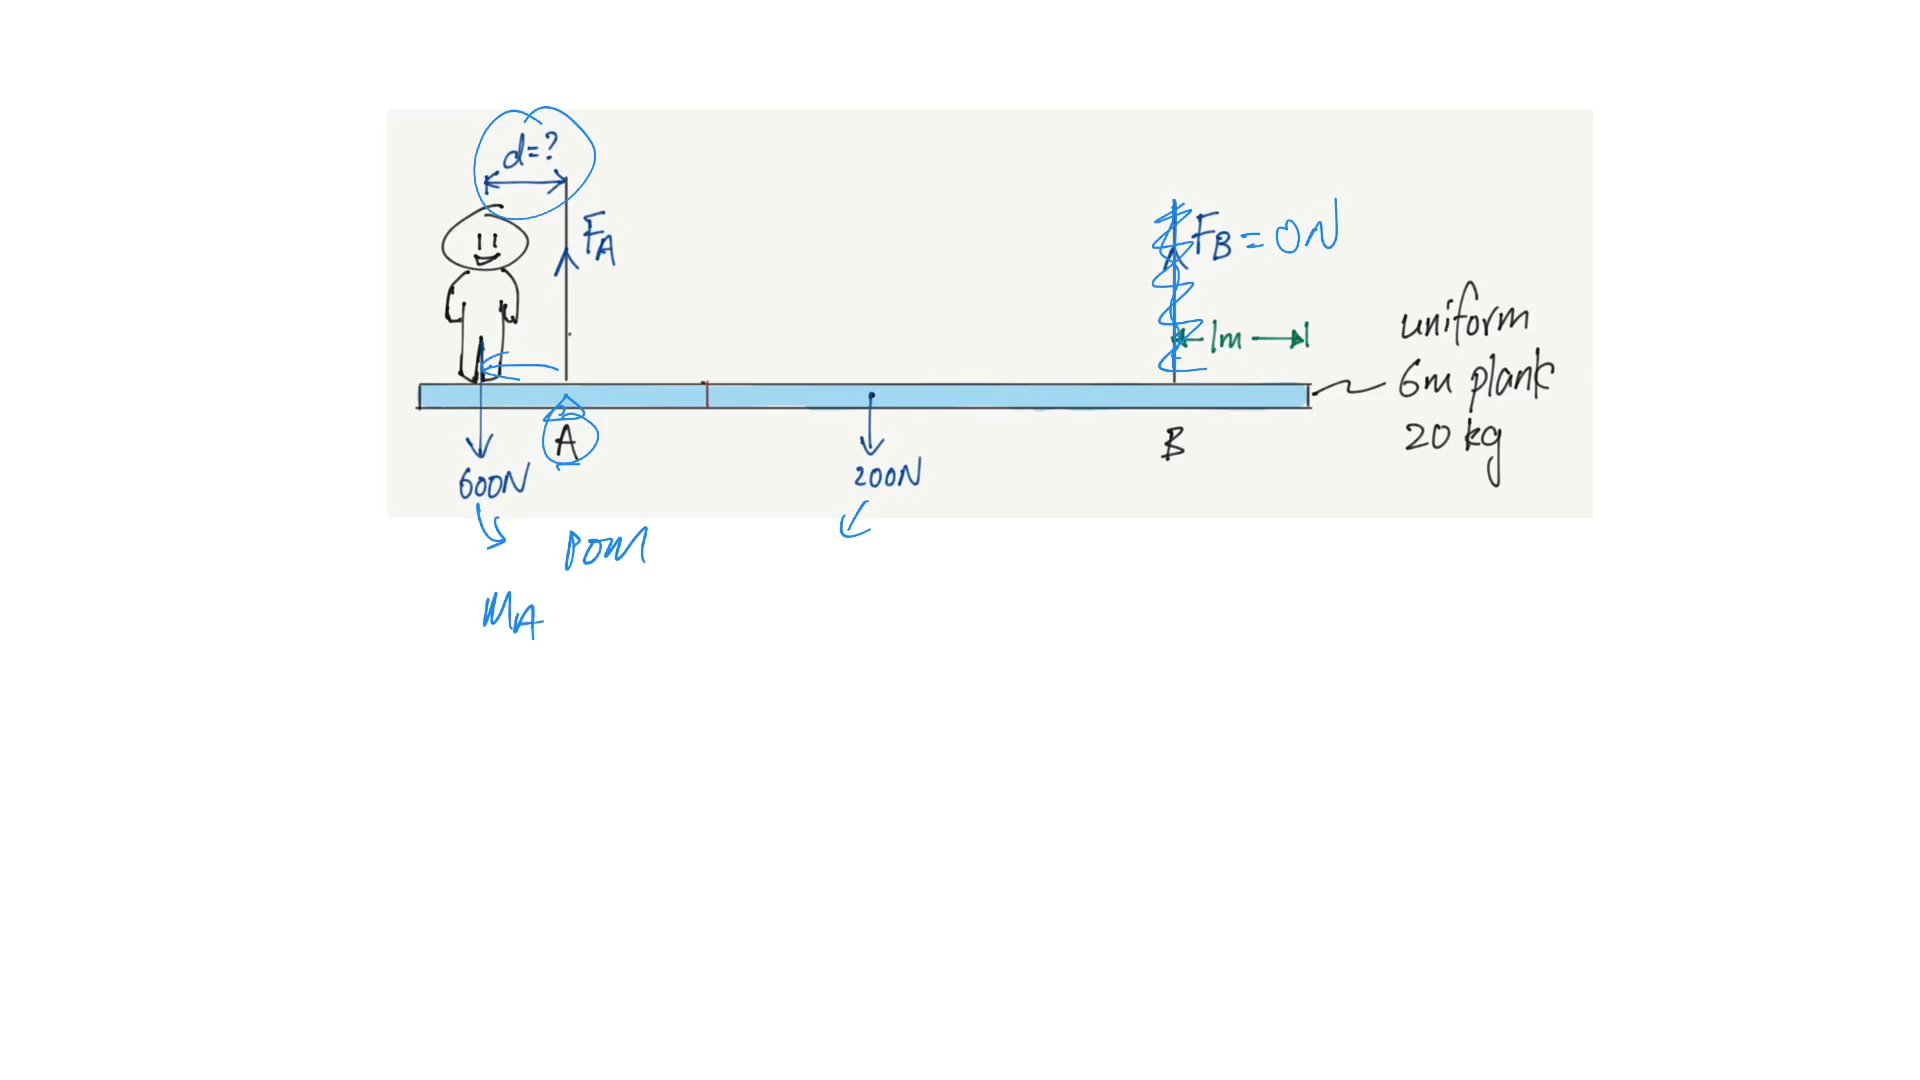 d=?
FA
FB = 0N
1m
uniform
6m plank
20 kg
A
B
600N
200N
POM
MA